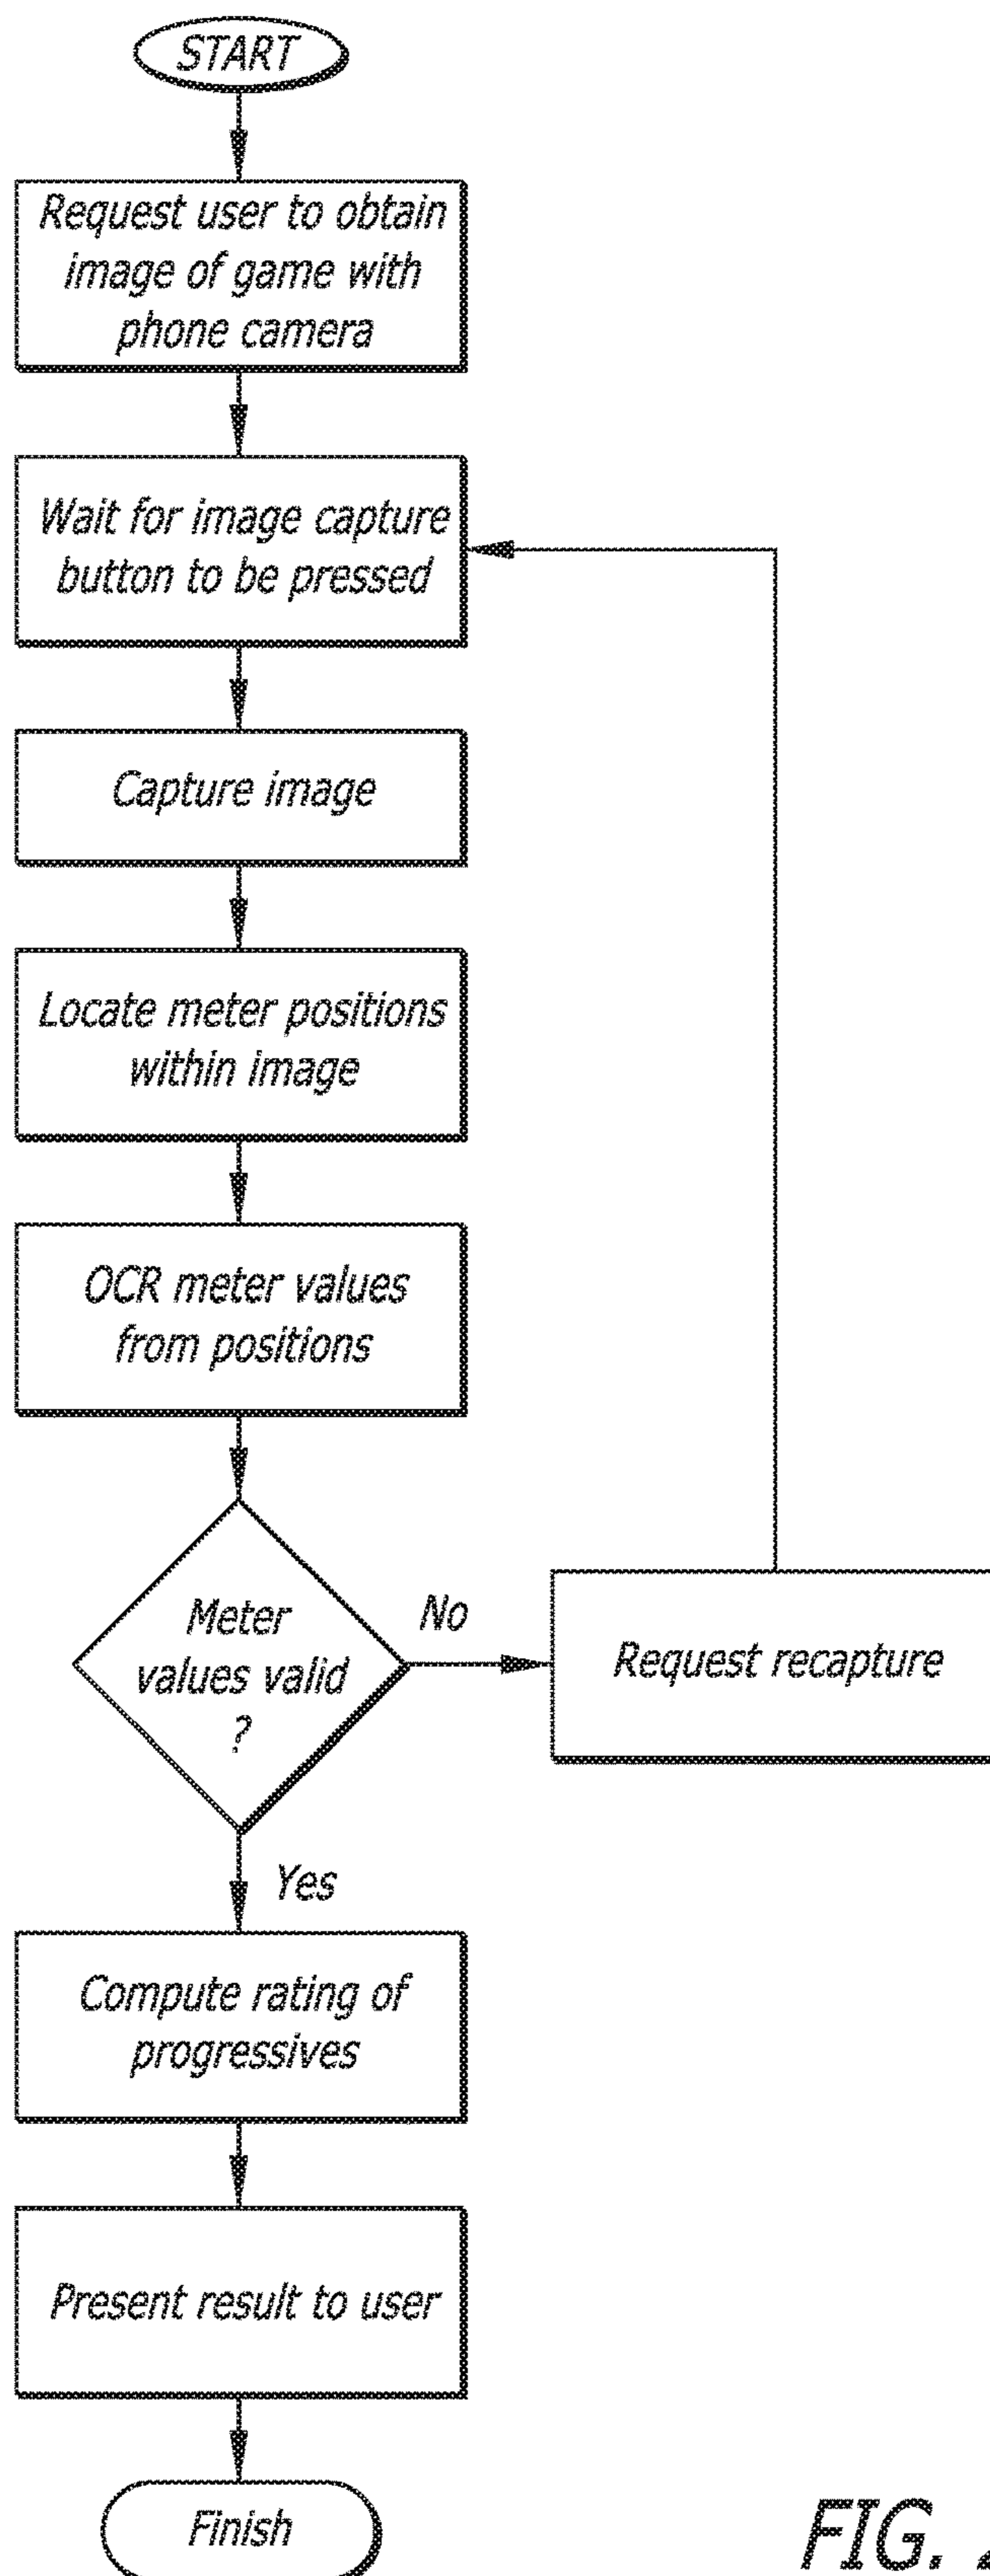 START
Request user to obtain
image of game with
phone camera
Wait for image capture
button to be pressed
Capture image
Locate meter positions
within image
OCR meter values
from positions
Meter
values valid
?
No
Request recapture
Yes
Compute rating of
progressives
Present result to user
Finish
FIG.